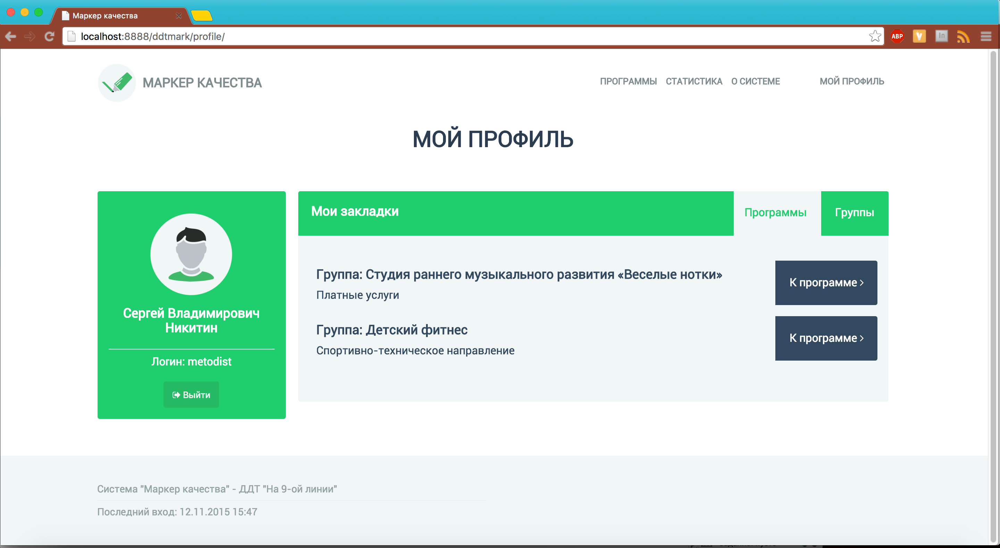 Маркер качества
localhost:8888/ddtmark/profile/
ABP
V
In
МАРКЕР КАЧЕСТВА
ПРОГРАММЫ СТАТИСТИКА О СИСТЕМЕ МОЙ ПРОФИЛЬ
МОЙ ПРОФИЛЬ
Сергей Владимирович
Никитин
Логин: metodist
Выйти
Мои закладки
Программы
Группы
Группа: Студия раннего музыкального развития «Веселые нотки»
Платные услуги
К программе
Группа: Детский фитнес
Спортивно-техническое направление
К программе
Система "Маркер качества" - ДДТ "На 9-ой линии"
Последний вход: 12.11.2015 15:47